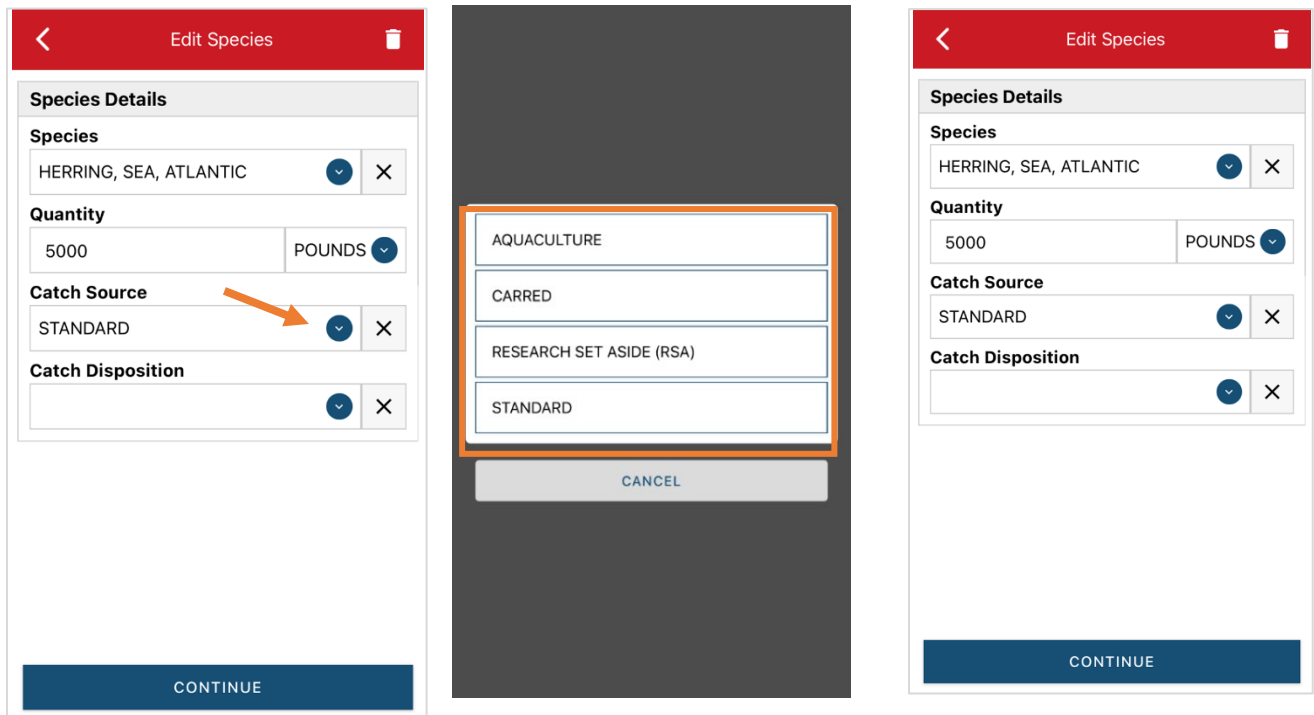 Edit Species
Species Details
Species
HERRING, SEA, ATLANTIC
Quantity
5000 POUNDS
Catch Source
STANDARD
Catch Disposition
CONTINUE
AQUACULTURE
CARRED
RESEARCH SET ASIDE (RSA)
STANDARD
CANCEL
Edit Species
Species Details
Species
HERRING, SEA, ATLANTIC
Quantity
5000 POUNDS
Catch Source
STANDARD
Catch Disposition
CONTINUE